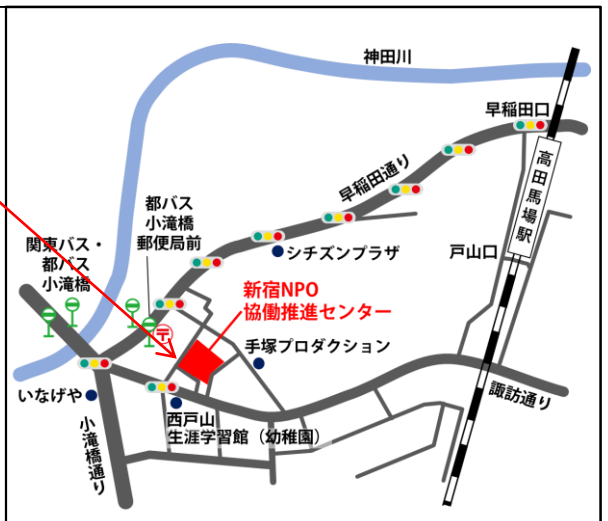 神田川
早稲田口
高田馬場駅
早稲田通り
都バス
小滝橋
郵便局前
関東バス・
都バス
小滝橋
シチズンプラザ
戸山口
新宿NPO
協働推進センター
〒
手塚プロダクション
いなげや
西戸山
生涯学習館（幼稚園）
諏訪通り
小滝橋通り